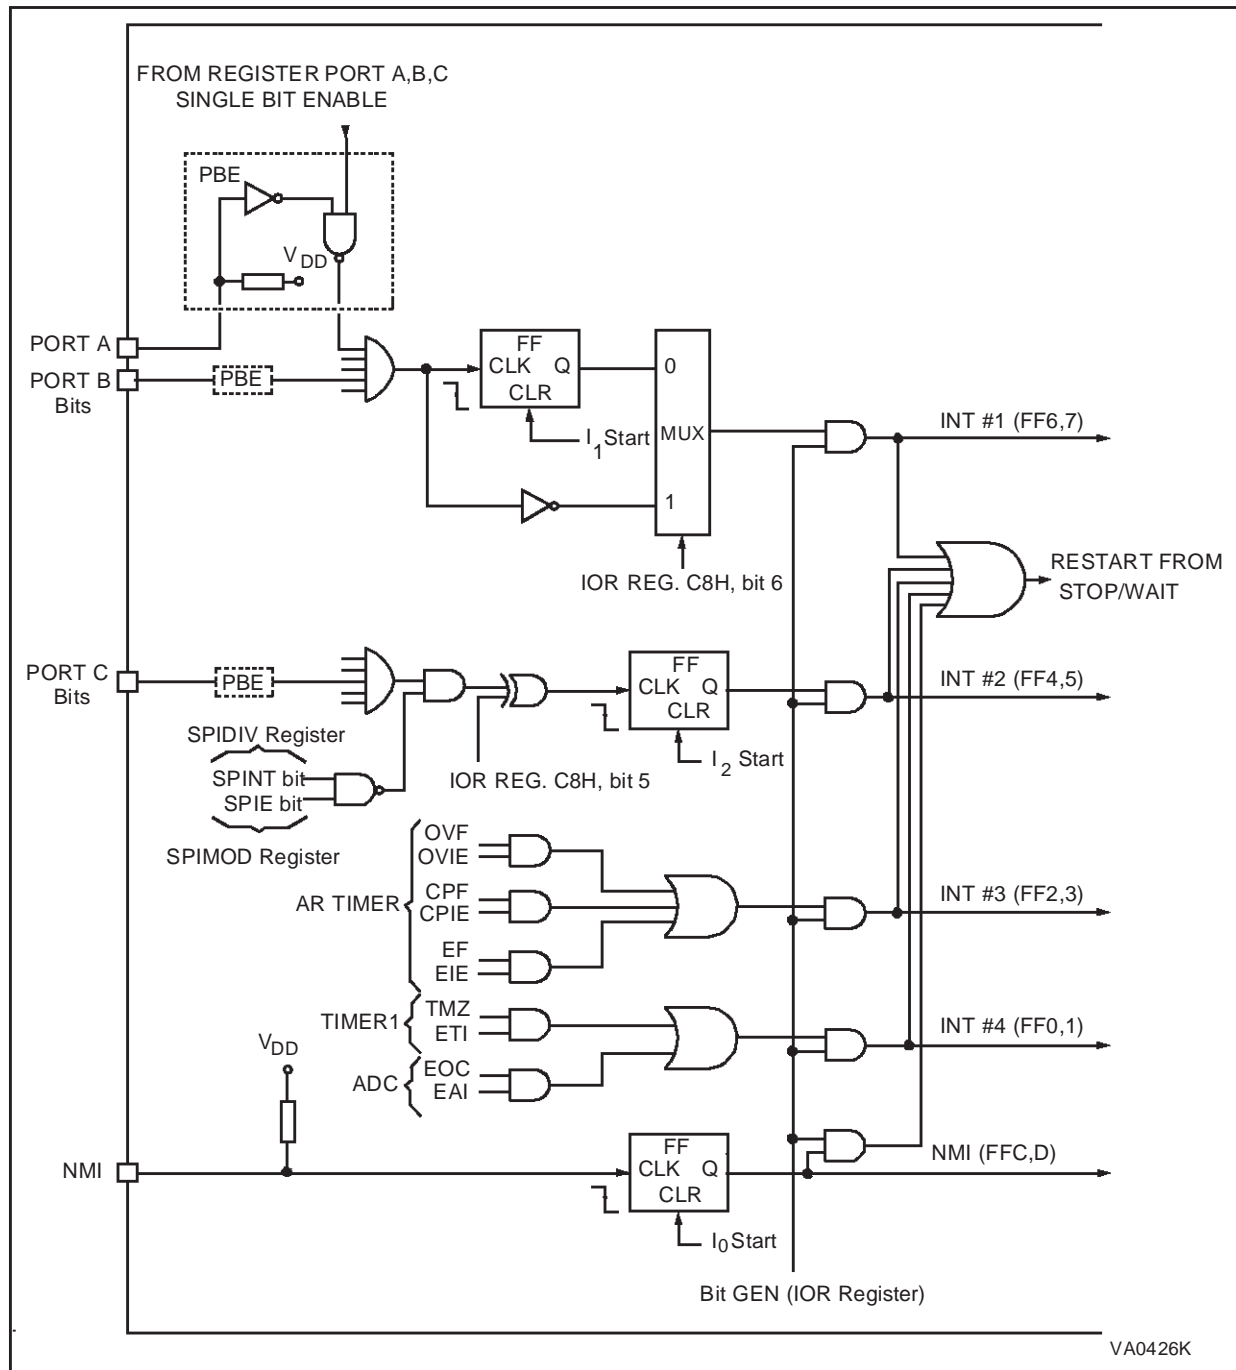 FROM REGISTER PORT A,B,C
SINGLE BIT ENABLE
PBE
VDD
PORT A
PORT B
Bits
PBE
FF
CLK Q
CLR
I1 Start
0
MUX
1
IOR REG. C8H, bit 6
INT #1 (FF6,7)
RESTART FROM
STOP/WAIT
PORT C
Bits
PBE
SPIDIV Register
SPINT bit
SPIE bit
SPIMOD Register
IOR REG. C8H, bit 5
FF
CLK Q
CLR
I2 Start
INT #2 (FF4,5)
AR TIMER
OVF
OVIE
CPF
CPIE
EF
EIE
INT #3 (FF2,3)
TIMER1
TMZ
ETI
ADC
EOC
EAI
INT #4 (FF0,1)
VDD
NMI
FF
CLK Q
CLR
I0 Start
NMI (FFC,D)
Bit GEN (IOR Register)
VA0426K